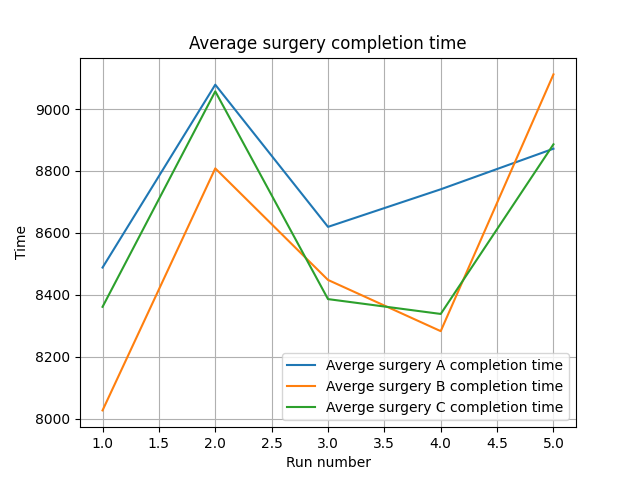 Average surgery completion time
9000
8800
8600
8400
8200
8000
Time
Averge surgery A completion time
Averge surgery B completion time
Averge surgery C completion time
1.0 1.5 2.0 2.5 3.0 3.5 4.0 4.5 5.0
Run number